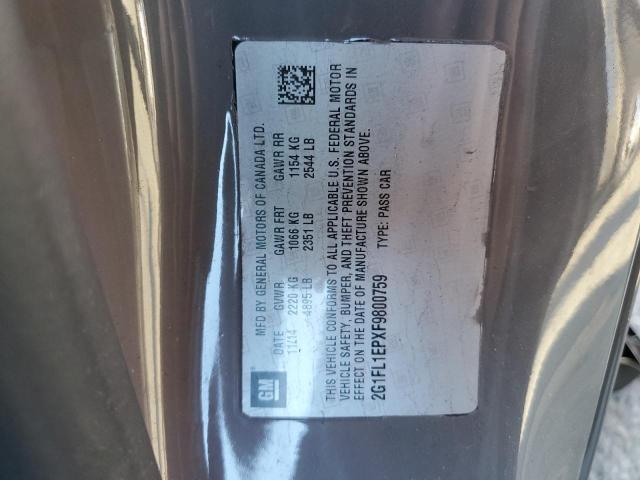 GM
MFD BY GENERAL MOTORS OF CANADA LTD.
DATE GVWR GAWR FRT GAWR RR
11/14 2220 KG 1066 KG 1154 KG
4895 LB 2351 LB 2544 LB
THIS VEHICLE CONFORMS TO ALL APPLICABLE U.S. FEDERAL MOTOR
VEHICLE SAFETY, BUMPER, AND THEFT PREVENTION STANDARDS IN
EFFECT ON THE DATE OF MANUFACTURE SHOWN ABOVE.
2G1FL1EPXF9800759 TYPE: PASS CAR